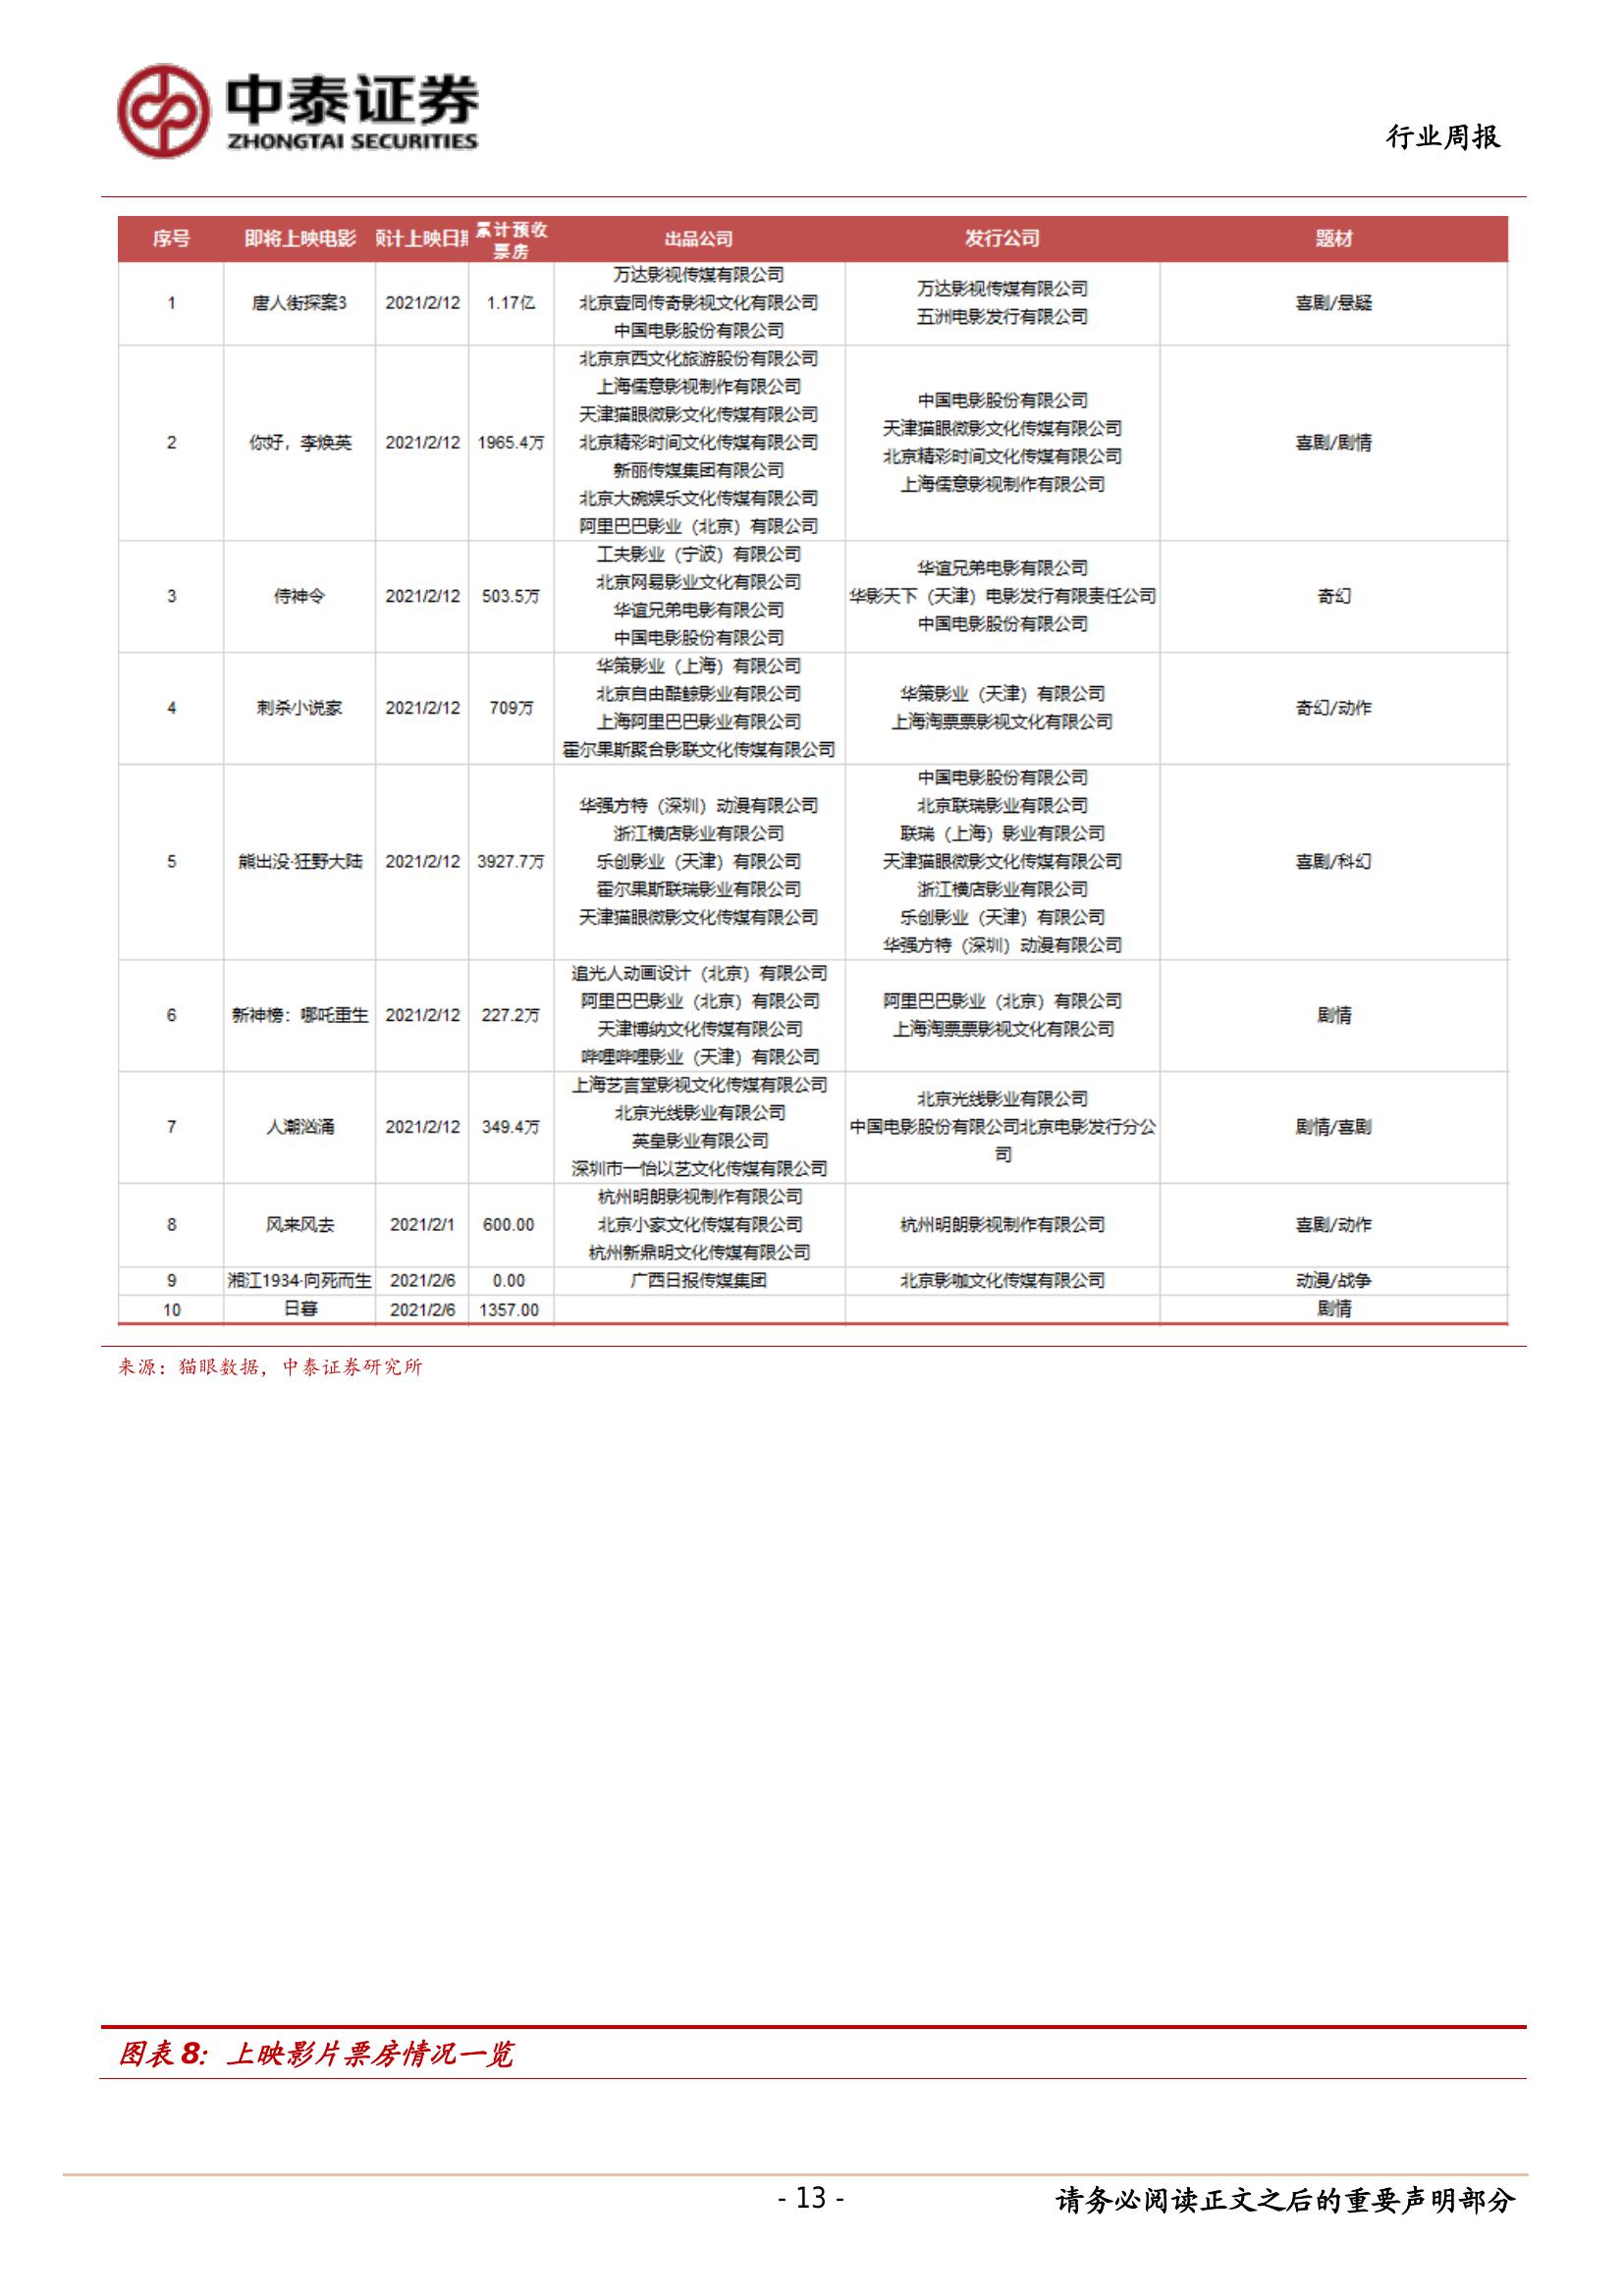 中泰证券
ZHONGTAI SECURITIES
行业周报
序号 即将上映电影 预计上映日期 累计预收票房 出品公司 发行公司 题材
1 唐人街探案3 2021/2/12 1.17亿
万达影视传媒有限公司
北京壹同传奇影视文化有限公司
中国电影股份有限公司
万达影视传媒有限公司
五洲电影发行有限公司
喜剧/悬疑
2 你好，李焕英 2021/2/12 1965.4万
北京京西文化旅游股份有限公司
上海儒意影视制作有限公司
天津猫眼微影文化传媒有限公司
北京精彩时间文化传媒有限公司
新丽传媒集团有限公司
北京大碗娱乐文化传媒有限公司
阿里巴巴影业（北京）有限公司
中国电影股份有限公司
天津猫眼微影文化传媒有限公司
北京精彩时间文化传媒有限公司
上海儒意影视制作有限公司
喜剧/剧情
3 侍神令 2021/2/12 503.5万
工夫影业（宁波）有限公司
北京网易影业文化有限公司
华谊兄弟电影有限公司
中国电影股份有限公司
华谊兄弟电影有限公司
华影天下（天津）电影发行有限责任公司
中国电影股份有限公司
奇幻
4 刺杀小说家 2021/2/12 709万
华策影业（上海）有限公司
北京自由酷鲸影业有限公司
上海阿里巴巴影业有限公司
霍尔果斯聚合影联文化传媒有限公司
华策影业（天津）有限公司
上海淘票票影视文化有限公司
奇幻/动作
5 熊出没·狂野大陆 2021/2/12 3927.7万
华强方特（深圳）动漫有限公司
浙江横店影业有限公司
乐创影业（天津）有限公司
霍尔果斯联瑞影业有限公司
天津猫眼微影文化传媒有限公司
中国电影股份有限公司
北京联瑞影业有限公司
联瑞（上海）影业有限公司
天津猫眼微影文化传媒有限公司
浙江横店影业有限公司
乐创影业（天津）有限公司
华强方特（深圳）动漫有限公司
喜剧/科幻
6 新神榜：哪吒重生 2021/2/12 227.2万
追光人动画设计（北京）有限公司
阿里巴巴影业（北京）有限公司
天津博纳文化传媒有限公司
哔哩哔哩影业（天津）有限公司
阿里巴巴影业（北京）有限公司
上海淘票票影视文化有限公司
剧情
7 人潮汹涌 2021/2/12 349.4万
上海艺言堂影视文化传媒有限公司
北京光线影业有限公司
英皇影业有限公司
深圳市一怡以艺文化传媒有限公司
北京光线影业有限公司
中国电影股份有限公司北京电影发行分公
司
剧情/喜剧
8 风来风去 2021/2/1 600.00
杭州明朗影视制作有限公司
北京小家文化传媒有限公司
杭州新鼎明文化传媒有限公司
杭州明朗影视制作有限公司
喜剧/动作
9 湘江1934·向死而生 2021/2/6 0.00 广西日报传媒集团 北京影咖文化传媒有限公司 动漫/战争
10 日暮 2021/2/6 1357.00 剧情
来源：猫眼数据，中泰证券研究所
图表 8：上映影片票房情况一览
- 13 -
请务必阅读正文之后的重要声明部分